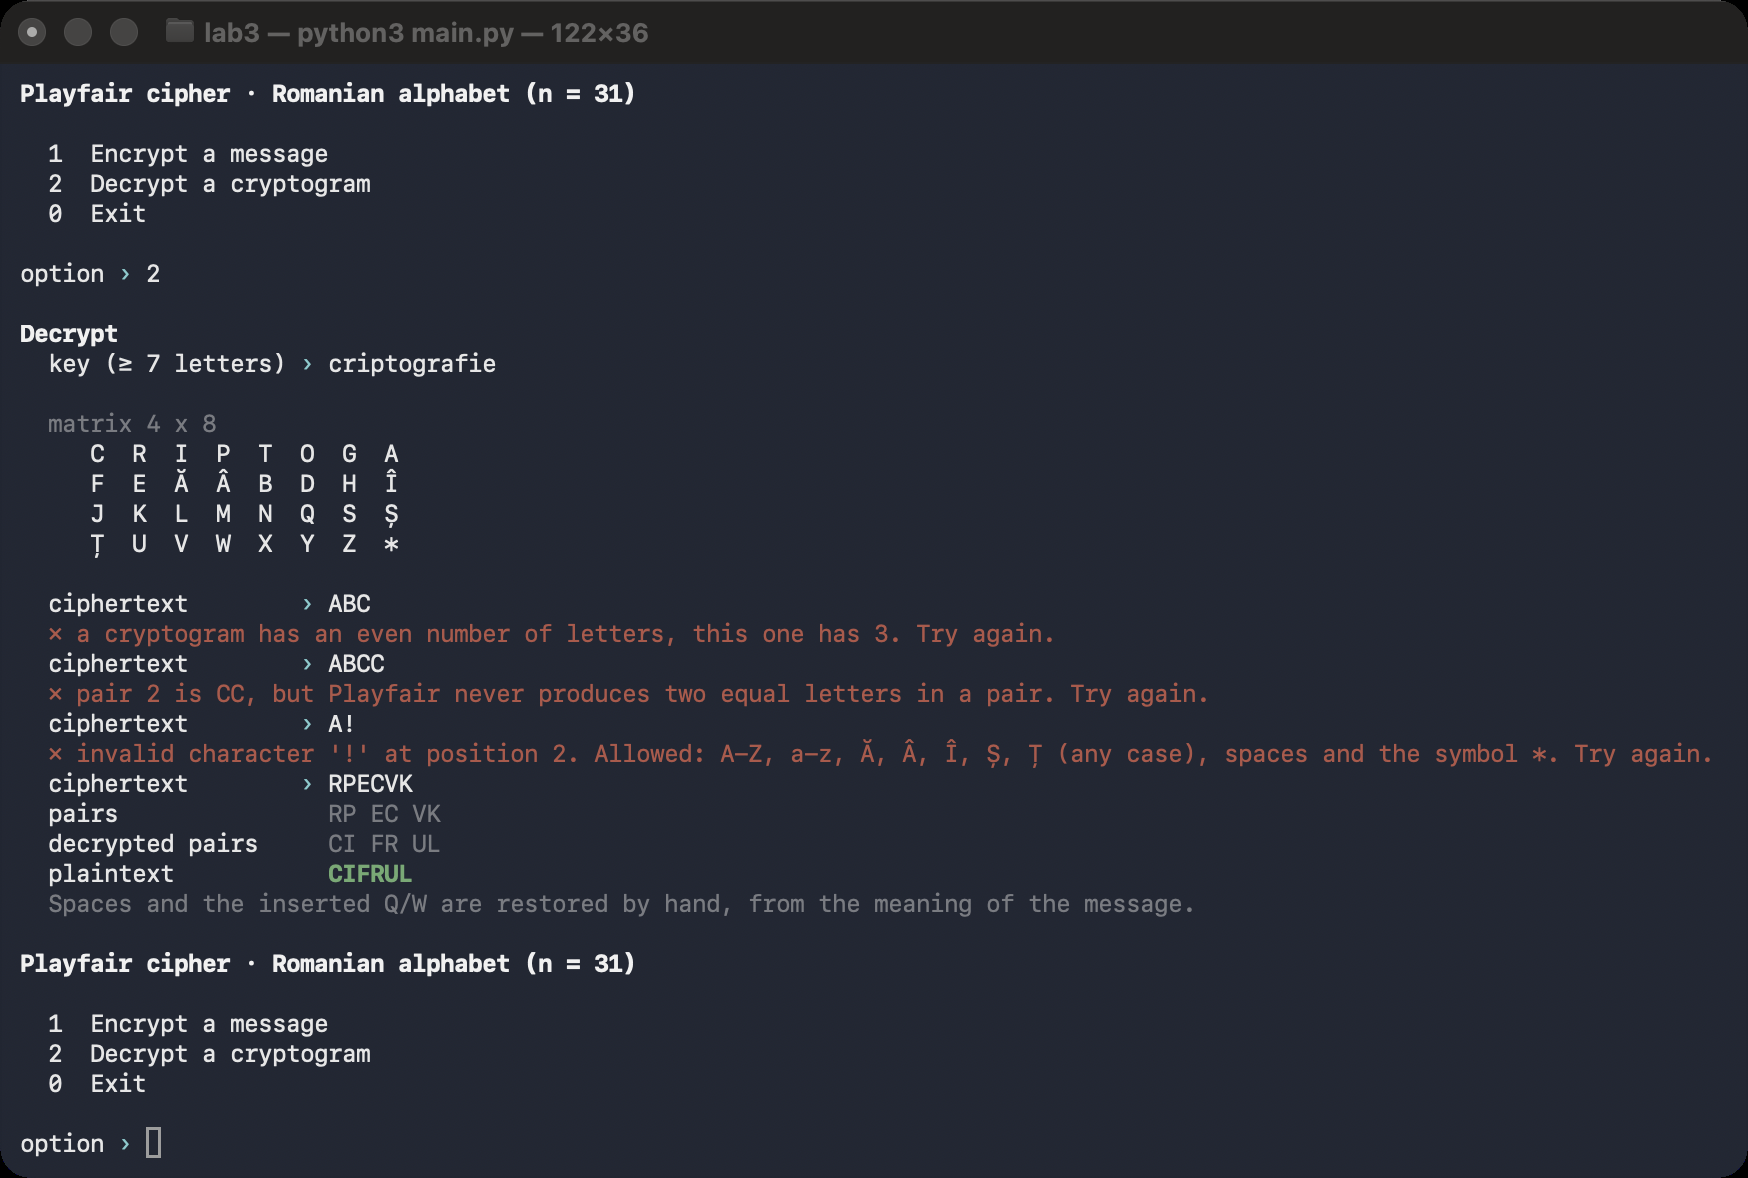 lab3 — python3 main.py — 122×36
Playfair cipher · Romanian alphabet (n = 31)
1 Encrypt a message
2 Decrypt a cryptogram
0 Exit
option › 2
Decrypt
key (≥ 7 letters) › criptografie
matrix 4 x 8
C R I P T O G A
F E Ă Â B D H Î
J K L M N Q S Ș
Ț U V W X Y Z *
ciphertext › ABC
× a cryptogram has an even number of letters, this one has 3. Try again.
ciphertext › ABCC
× pair 2 is CC, but Playfair never produces two equal letters in a pair. Try again.
ciphertext › A!
× invalid character '!' at position 2. Allowed: A–Z, a–z, Ă, Â, Î, Ș, Ț (any case), spaces and the symbol *. Try again.
ciphertext › RPECVK
pairs RP EC VK
decrypted pairs CI FR UL
plaintext CIFRUL
Spaces and the inserted Q/W are restored by hand, from the meaning of the message.
Playfair cipher · Romanian alphabet (n = 31)
1 Encrypt a message
2 Decrypt a cryptogram
0 Exit
option ›